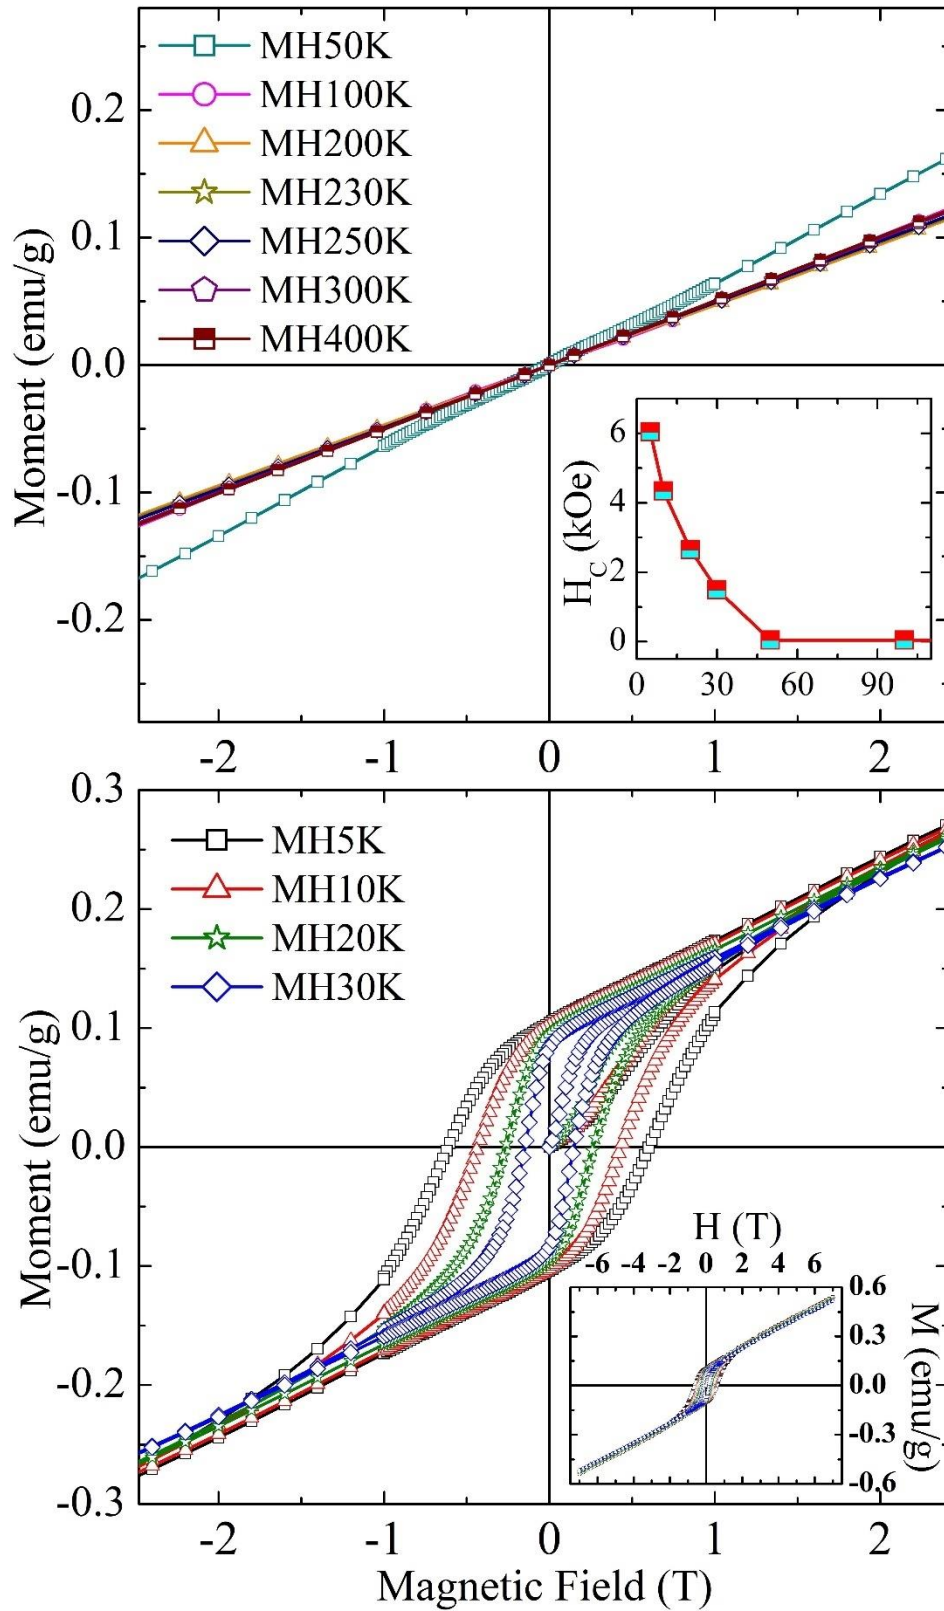 MH50K
MH100K
MH200K
MH230K
MH250K
MH300K
MH400K
0.2
0.1
0.0
-0.1
-0.2
Moment (emu/g)
6
4
2
0
H_C (kOe)
0 30 60 90
-2 -1 0 1 2
0.3
0.2
0.1
0.0
-0.1
-0.2
-0.3
Moment (emu/g)
MH5K
MH10K
MH20K
MH30K
H (T)
-6 -4 -2 0 2 4 6
0.6
0.3
0.0
-0.3
-0.6
M (emu/g)
-2 -1 0 1 2
Magnetic Field (T)